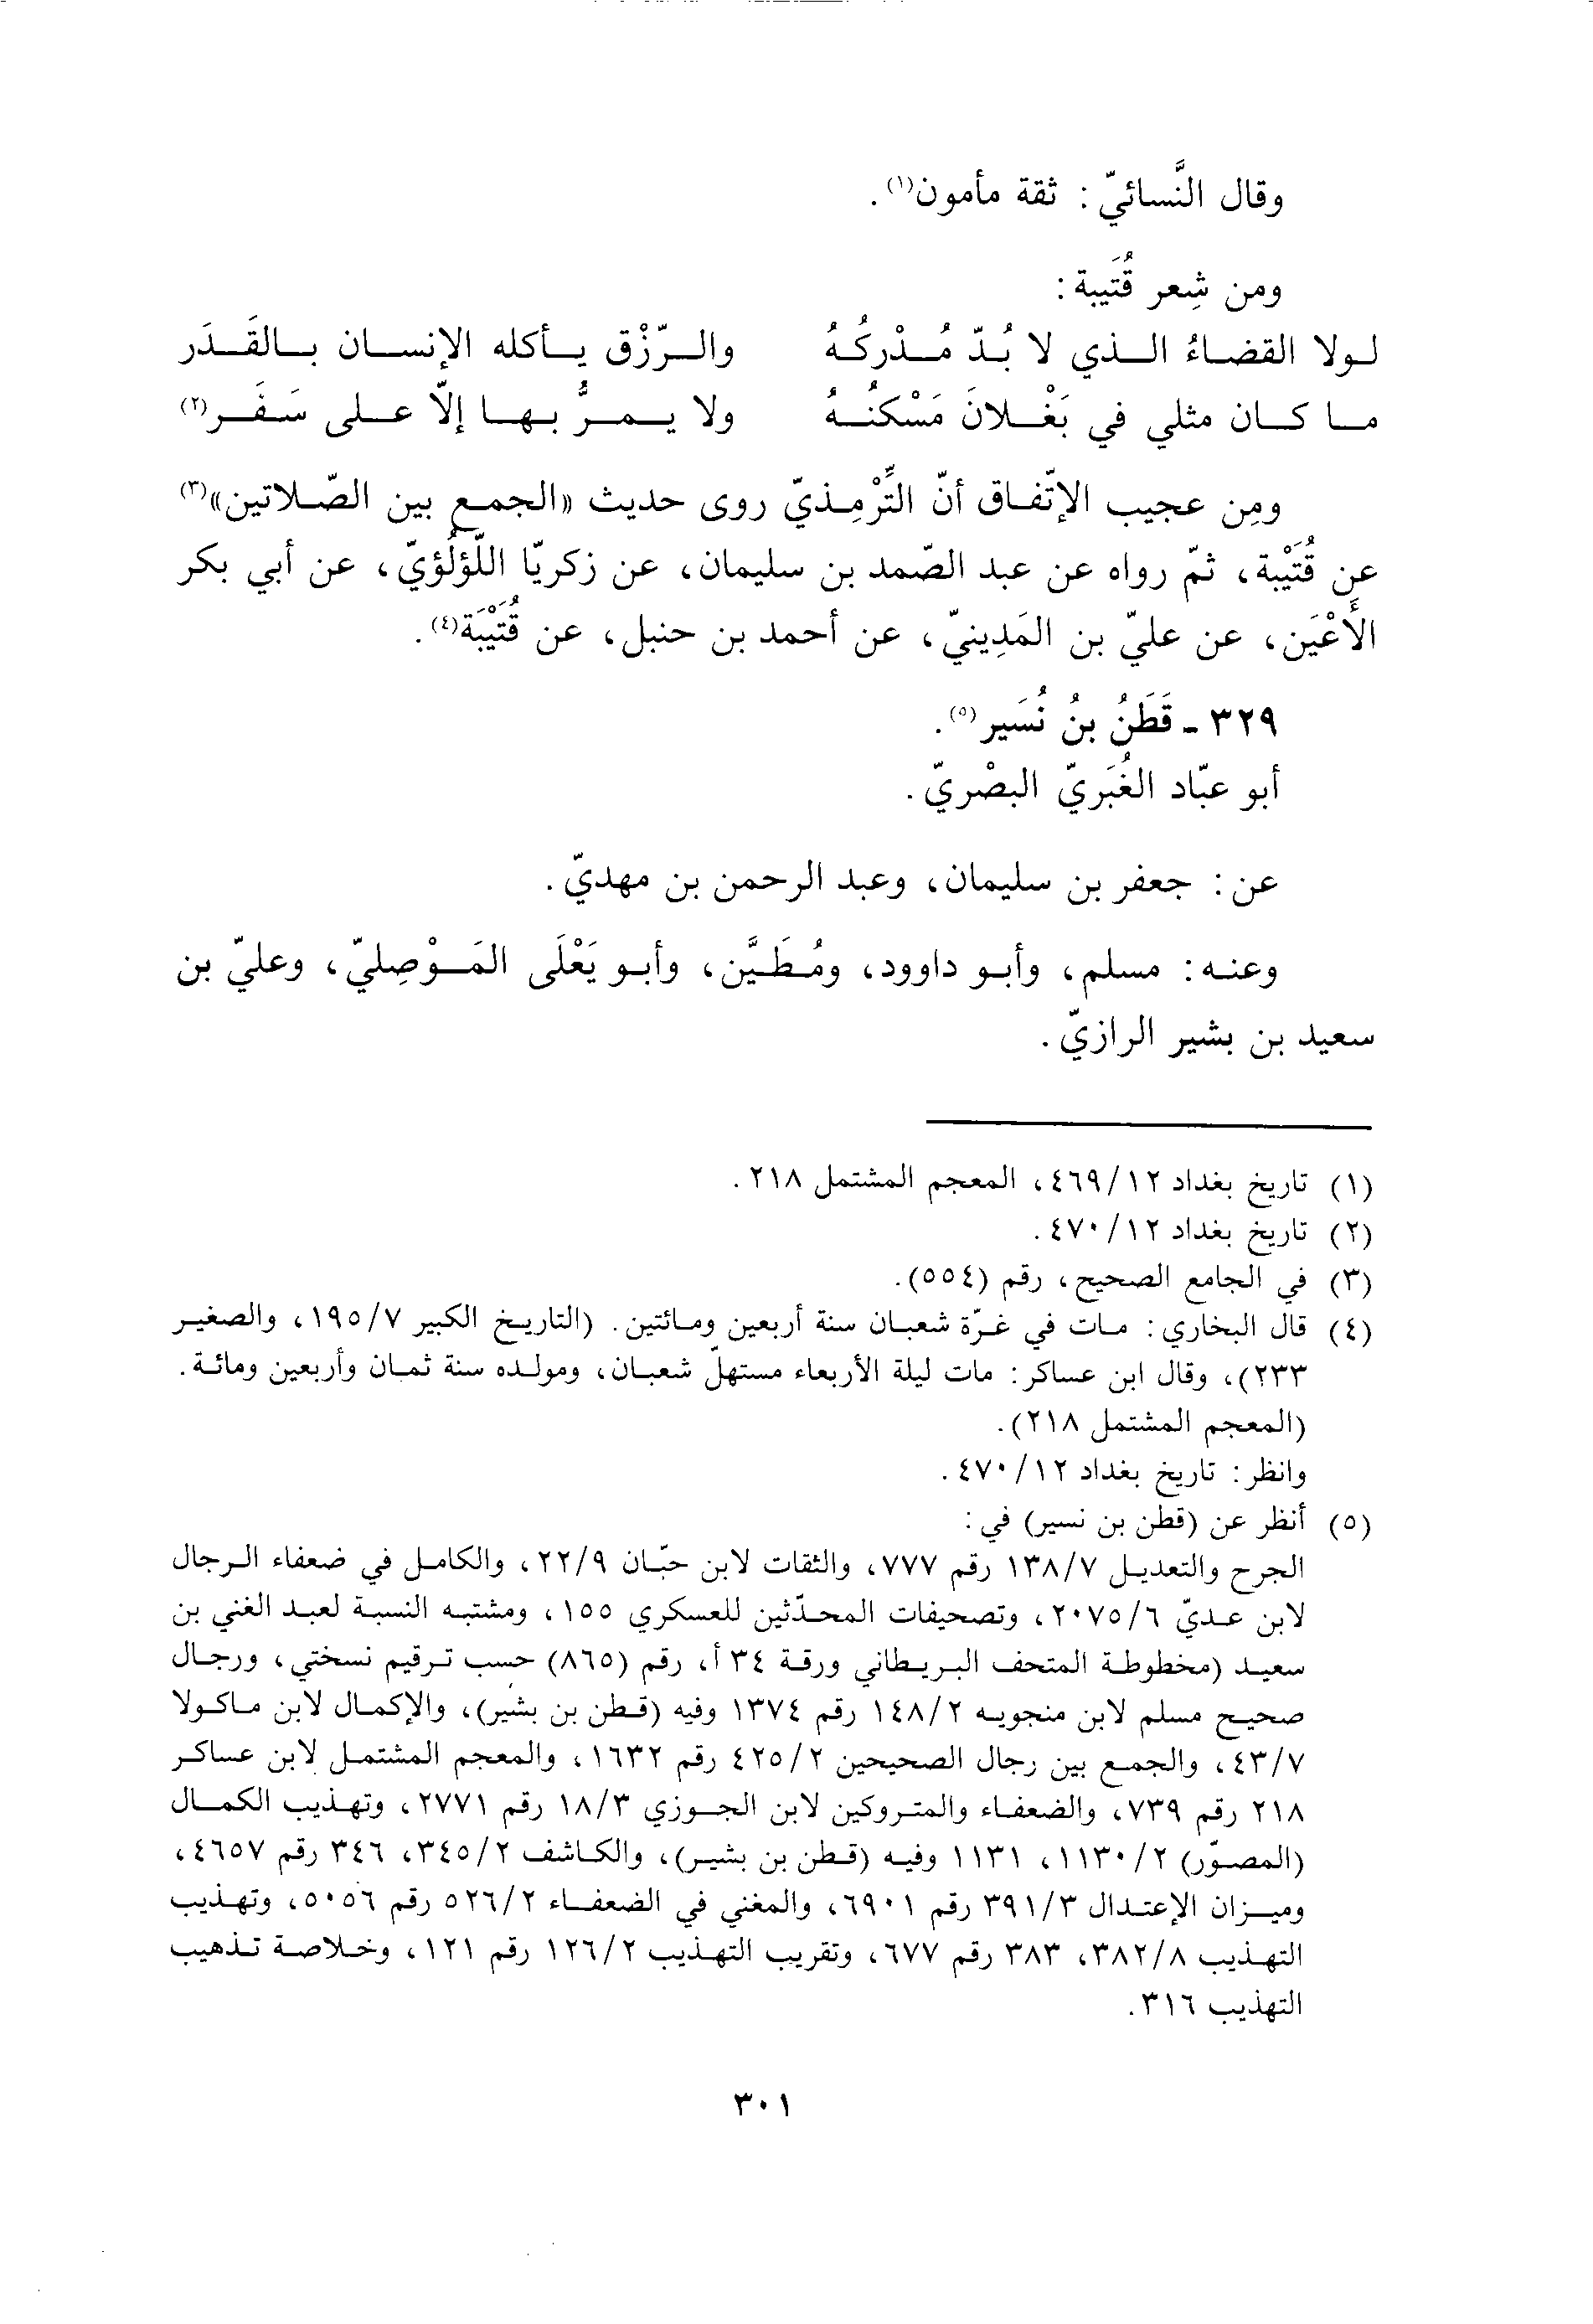 وقال النَّسائيّ : ثقة مأمون(١).
ومن شِعر قُتَيبة :
لولا القضاءُ الذي لا بُدّ مُدْركُهُ والرّزْق يأكله الإنسان بالقَدَر
ما كان مثلي في بَغْلانَ مَسْكنُهُ ولا يمرُّ بها إلّا على سَفَر(٢)
ومِن عجيب الإتّفاق أنّ التِّرْمِذيّ روى حديث «الجمع بين الصّلاتين»(٣)
عن قُتَيْبة، ثمّ رواه عن عبد الصّمد بن سليمان، عن زكريّا اللّؤلُؤيّ، عن أبي بكر
الأَعْيَن، عن عليّ بن المَدِينيّ، عن أحمد بن حنبل، عن قُتَيْبَة(٤).
٣٢٩ - قَطَنُ بنُ نُسَير(٥).
أبو عبّاد الغُبَريّ البصْريّ .
عن : جعفر بن سليمان، وعبد الرحمن بن مهديّ .
وعنه : مسلم، وأبو داوود، ومُطَيَّن، وأبو يَعْلَى المَوْصِليّ، وعليّ بن
سعيد بن بشير الرازيّ .
(١) تاريخ بغداد ٤٦٩/١٢، المعجم المشتمل ٢١٨ .
(٢) تاريخ بغداد ٤٧٠/١٢ .
(٣) في الجامع الصحيح، رقم (٥٥٤).
(٤) قال البخاري : مات في غرّة شعبان سنة أربعين ومائتين . (التاريخ الكبير ١٩٥/٧، والصغير
٢٣٣)، وقال ابن عساكر : مات ليلة الأربعاء مستهلّ شعبان، ومولده سنة ثمان وأربعين ومائة .
(المعجم المشتمل ٢١٨).
وانظر : تاريخ بغداد ٤٧٠/١٢ .
(٥) أنظر عن (قطن بن نسير) في :
الجرح والتعديل ١٣٨/٧ رقم ٧٧٧، والثقات لابن حبّان ٢٢/٩، والكامل في ضعفاء الرجال
لابن عديّ ٢٠٧٥/٦، وتصحيفات المحدّثين للعسكري ١٥٥، ومشتبه النسبة لعبد الغني بن
سعيد (مخطوطة المتحف البريطاني ورقة ٣٤ أ، رقم (٨٦٥) حسب ترقيم نسختي، ورجال
صحيح مسلم لابن منجويه ١٤٨/٢ رقم ١٣٧٤ وفيه (قطن بن بشير)، والإكمال لابن ماكولا
٤٣/٧، والجمع بين رجال الصحيحين ٤٢٥/٢ رقم ١٦٣٢، والمعجم المشتمل لابن عساكر
٢١٨ رقم ٧٣٩، والضعفاء والمتروكين لابن الجوزي ١٨/٣ رقم ٢٧٧١، وتهذيب الكمال
(المصوّر) ١١٣٠/٢، ١١٣١ وفيه (قطن بن بشير)، والكاشف ٣٤٥/٢، ٣٤٦ رقم ٤٦٥٧،
وميزان الإعتدال ٣٩١/٣ رقم ٦٩٠١، والمغني في الضعفاء ٥٢٦/٢ رقم ٥٠٥٦، وتهذيب
التهذيب ٣٨٢/٨، ٣٨٣ رقم ٦٧٧، وتقريب التهذيب ١٢٦/٢ رقم ١٢١، وخلاصة تذهيب
التهذيب ٣١٦.
٣٠١